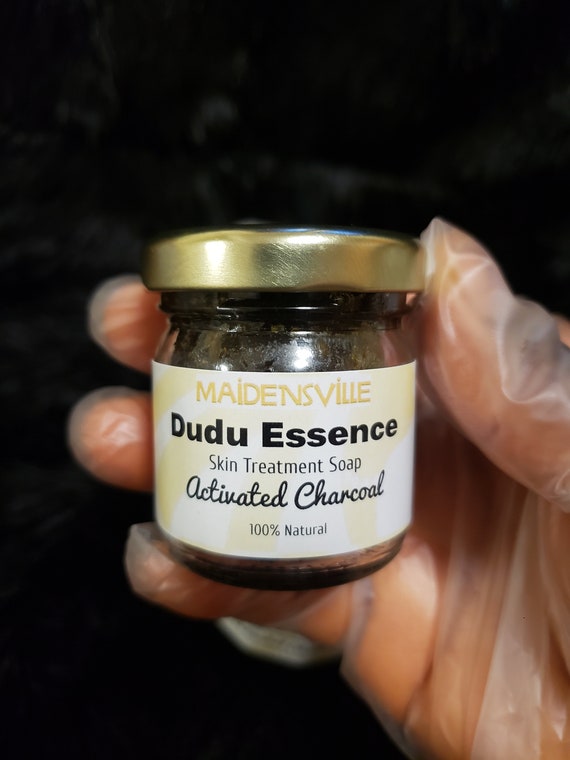 MAiDENSViLLE
Dudu Essence
Skin Treatment Soap
Activated Charcoal
100% Natural